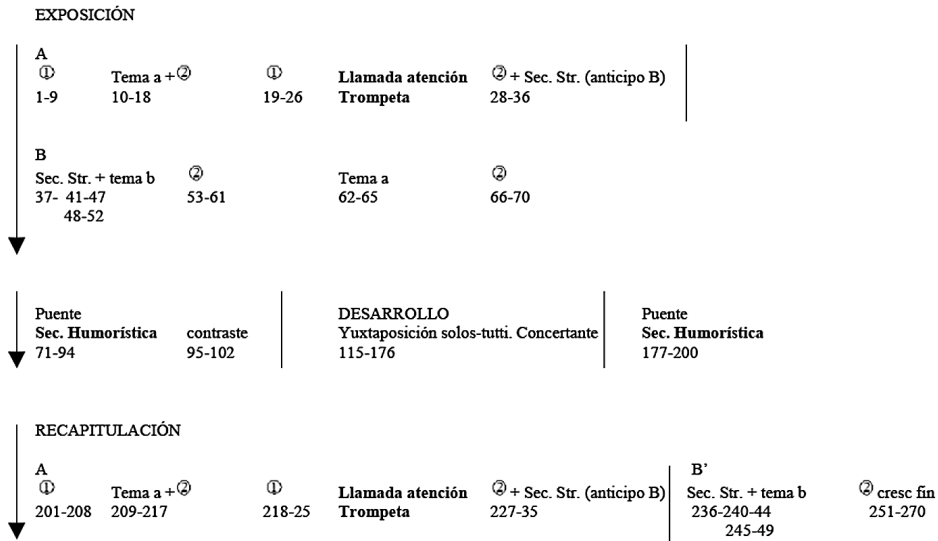 EXPOSICIÓN
A
① Tema a + ② ① Llamada atención ② + Sec. Str. (anticipo B)
1-9 10-18 19-26 Trompeta 28-36
B
Sec. Str. + tema b ② Tema a ②
37- 41-47 53-61 62-65 66-70
48-52
Puente DESARROLLO Puente
Sec. Humorística contraste Yuxtaposición solos-tutti. Concertante Sec. Humorística
71-94 95-102 115-176 177-200
RECAPITULACIÓN
A B’
① Tema a + ② ① Llamada atención ② + Sec. Str. (anticipo B) Sec. Str. + tema b ② cresc fin
201-208 209-217 218-25 Trompeta 227-35 236-240-44 251-270
245-49